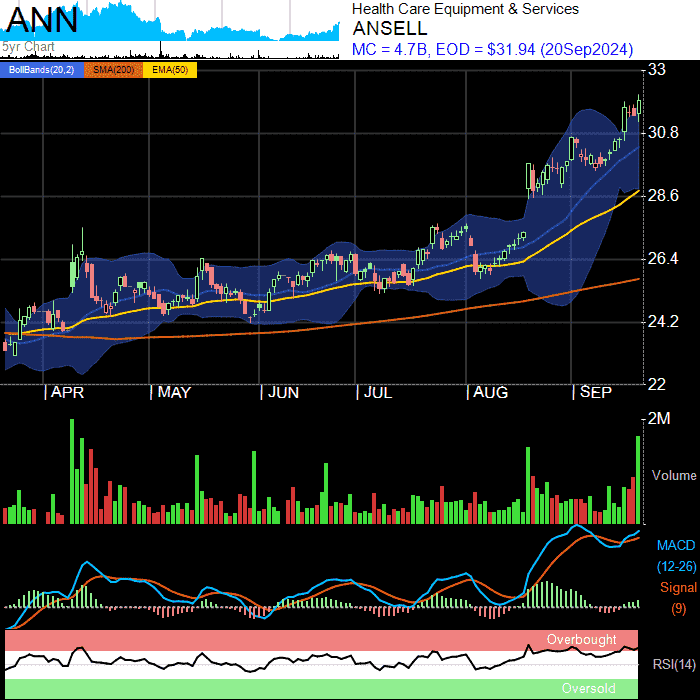 ANN
5yr Chart
Health Care Equipment & Services
ANSELL
MC = 4.7B, EOD = $31.94 (20Sep2024)
BollBands(20,2) SMA(200) EMA(50)
33
30.8
28.6
26.4
24.2
22
|APR |MAY |JUN |JUL |AUG |SEP
2M
Volume
MACD
(12-26)
Signal
(9)
Overbought
RSI(14)
Oversold